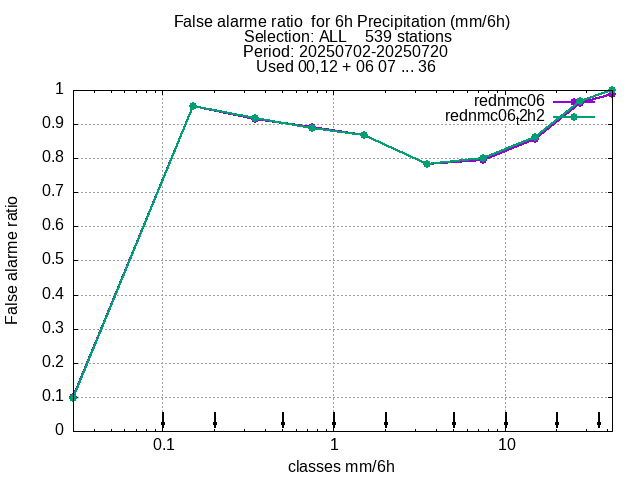 False alarme ratio  for 6h Precipitation (mm/6h)
Selection: ALL    539 stations
Period: 20250702-20250720
Used 00,12 + 06 07 ... 36
rednmc06
rednmc06,2h2
1
0.9
0.8
0.7
0.6
0.5
0.4
0.3
0.2
0.1
0
False alarme ratio
0.1
1
10
classes mm/6h